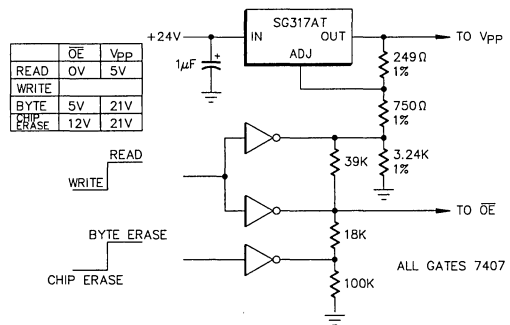 SG317AT
+24V
IN OUT
ADJ
TO VPP
1μF +
249Ω
1%
750Ω
1%
3.24K
1%
OE VPP
READ 0V 5V
WRITE
BYTE 5V 21V
CHIP ERASE 12V 21V
READ
WRITE
39K
TO OE
BYTE ERASE
CHIP ERASE
18K
100K
ALL GATES 7407